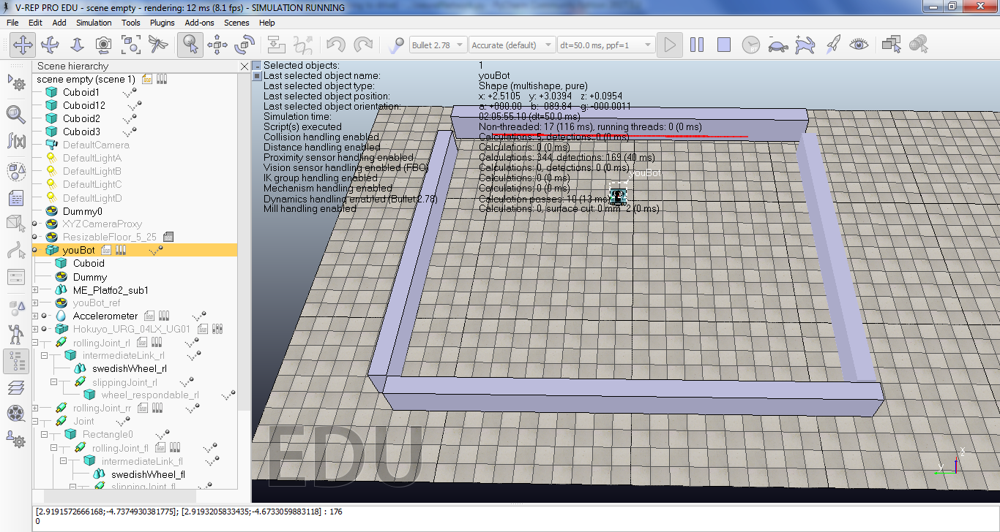 V-REP PRO EDU - scene empty - rendering: 12 ms (8.1 fps) - SIMULATION RUNNING
File Edit Add Simulation Tools Plugins Add-ons Scenes Help
Bullet 2.78 Accurate (default) dt=50.0 ms, ppf=1
Scene hierarchy
scene empty (scene 1)
Cuboid1
Cuboid12
Cuboid2
Cuboid3
DefaultCamera
DefaultLightA
DefaultLightB
DefaultLightC
DefaultLightD
Dummy0
XYZCameraProxy
ResizableFloor_5_25
youBot
Cuboid
Dummy
ME_Platfo2_sub1
youBot_ref
Accelerometer
Hokuyo_URG_04LX_UG01
rollingJoint_rl
intermediateLink_rl
swedishWheel_rl
slippingJoint_rl
wheel_respondable_rl
rollingJoint_rr
Joint
Rectangle0
rollingJoint_fl
intermediateLink_fl
swedishWheel_fl
slippingJoint_fl
Selected objects: 1
Last selected object name: youBot
Last selected object type: Shape (multishape, pure)
Last selected object position: x: +2.5105 y: +3.0394 z: +0.0954
Last selected object orientation: a: +000.00 b: -089.84 g: -000.0011
Simulation time: 02:05:55.10 (dt=50.0 ms)
Script(s) executed Non-threaded: 17 (116 ms), running threads: 0 (0 ms)
Collision handling enabled Calculations: 5, detections: 0 (0 ms)
Distance handling enabled Calculations: 0 (0 ms)
Proximity sensor handling enabled Calculations: 344, detections: 169 (40 ms)
Vision sensor handling enabled (FBO) Calculations: 0, detections: 0 (0 ms)
IK group handling enabled Calculations: 0 (0 ms)
Mechanism handling enabled Calculations: 0 (0 ms)
Dynamics handling enabled (Bullet 2.78) Calculation passes: 10 (13 ms)
Mill handling enabled Calculations: 0, surface cut: 0 mm^2 (0 ms)
youBot
EDU
x
z
y
[2.9191572666168;-4.7374930381775]; [2.9193205833435;-4.6733059883118] : 176
0